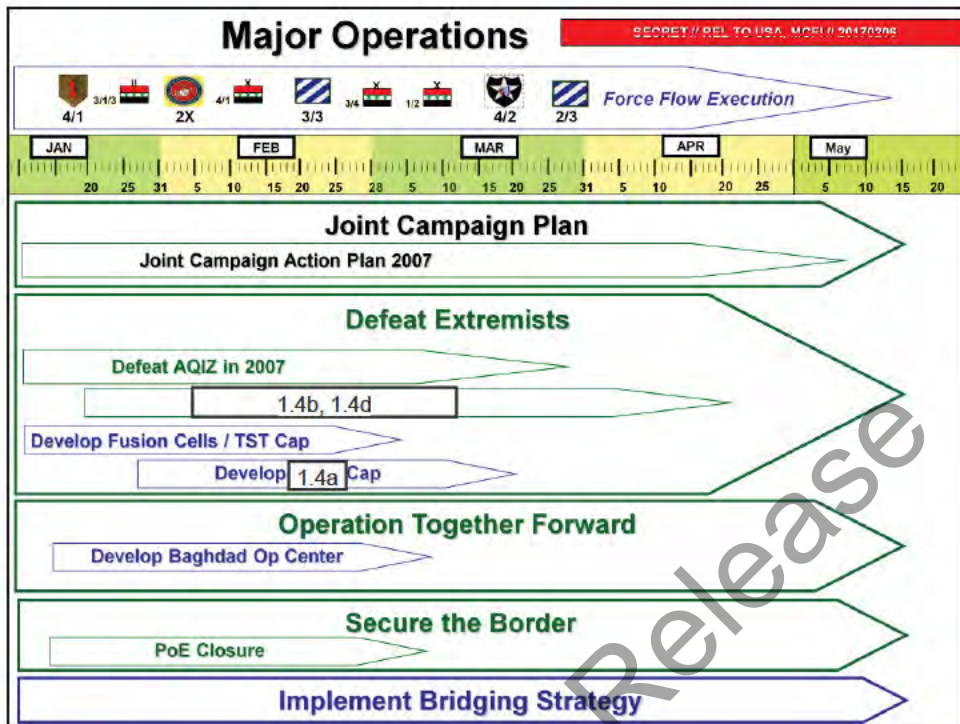 Major Operations
SECRET // REL TO USA, MCFI // 20170206
3/1/3 II 4/1 X 3/4 X 1/2 X
4/1 2X 3/3 4/2 2/3 Force Flow Execution
JAN FEB MAR APR May
20 25 31 5 10 15 20 25 28 5 10 15 20 25 31 5 10 15 20 25 5 10 15 20
Joint Campaign Plan
Joint Campaign Action Plan 2007
Defeat Extremists
Defeat AQIZ in 2007
1.4b, 1.4d
Develop Fusion Cells / TST Cap
Develop 1.4a Cap
Operation Together Forward
Develop Baghdad Op Center
Secure the Border
PoE Closure
Implement Bridging Strategy
Release